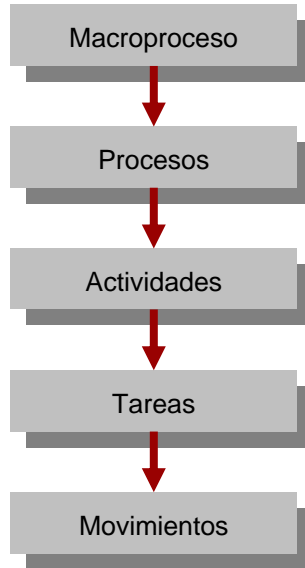 Macroproceso
Procesos
Actividades
Tareas
Movimientos